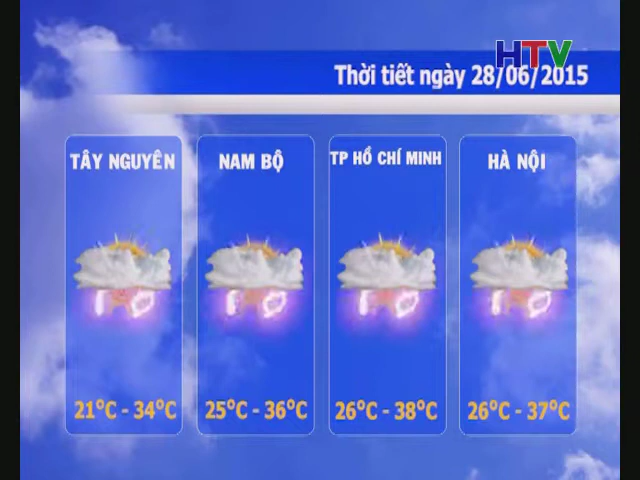 HTV
Thời tiết ngày 28/06/2015
TÂY NGUYÊN
NAM BỘ
TP HỒ CHÍ MINH
HÀ NỘI
21°C - 34°C
25°C - 36°C
26°C - 38°C
26°C - 37°C